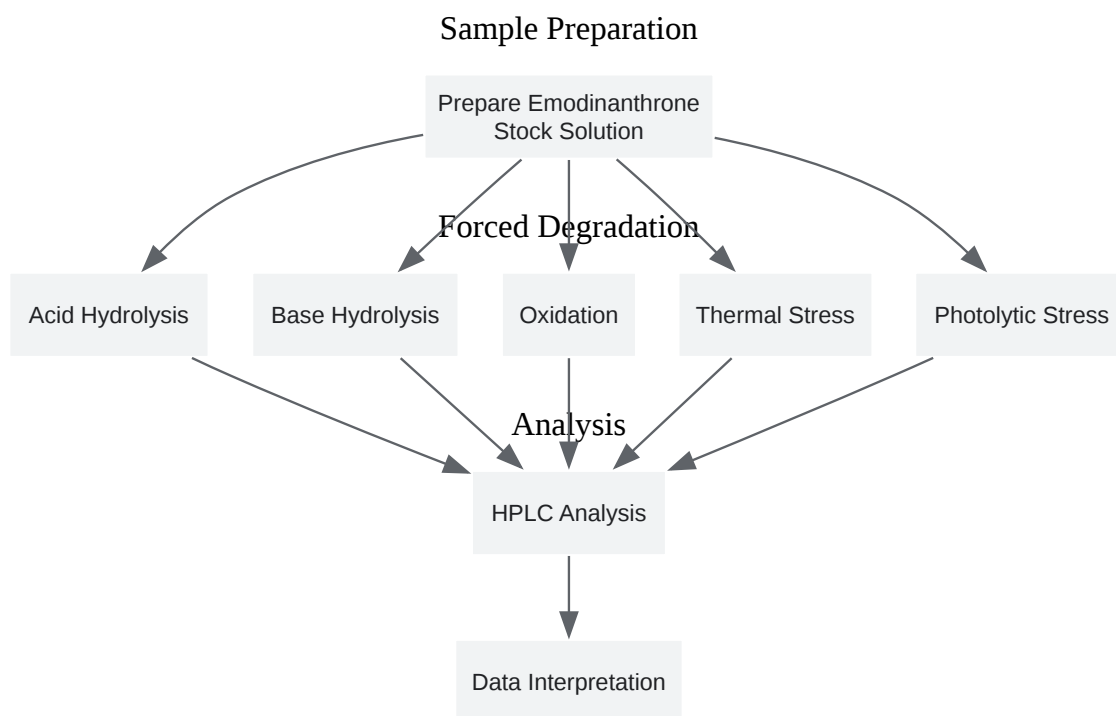 Sample Preparation
Prepare Emodinanthrone
Stock Solution
Forced Degradation
Acid Hydrolysis
Base Hydrolysis
Oxidation
Thermal Stress
Photolytic Stress
Analysis
HPLC Analysis
Data Interpretation